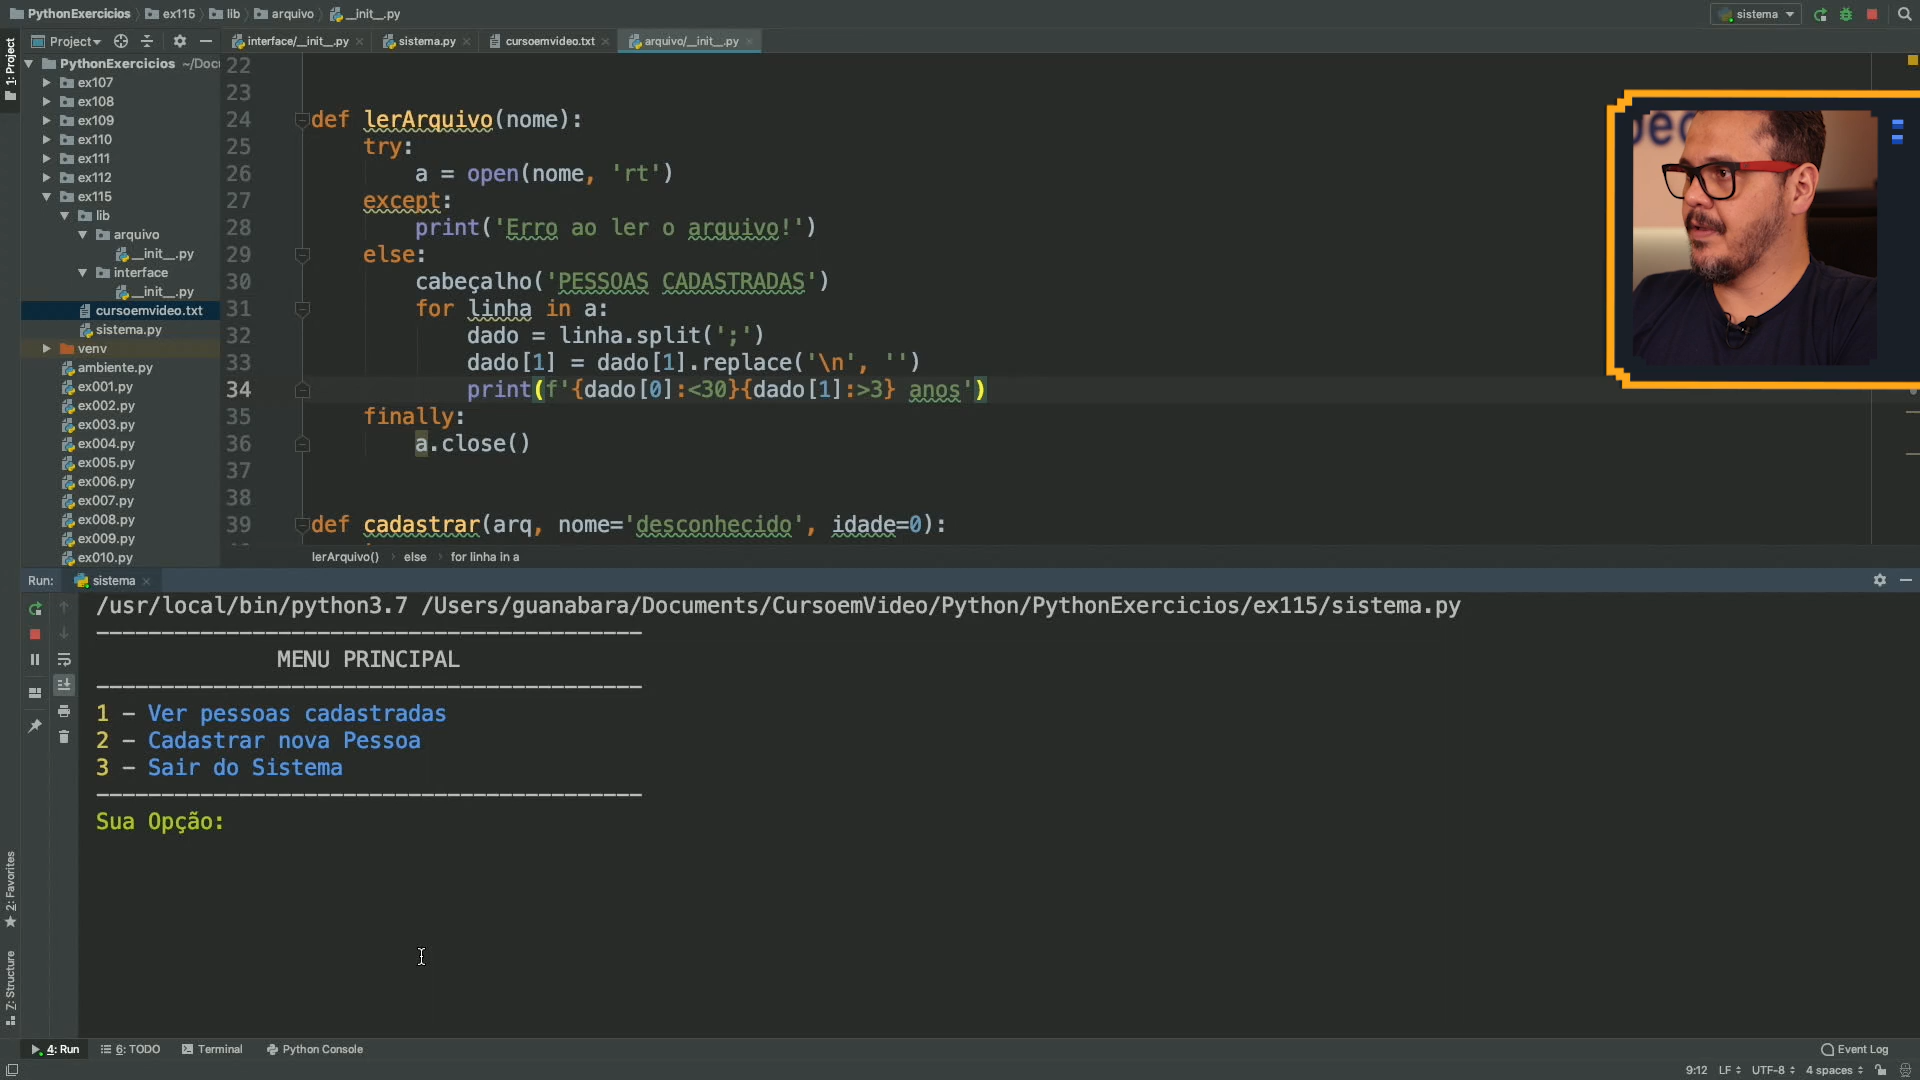 PythonExercicios ex115 lib arquivo __init__.py
sistema
1: Project
Project
interface/__init__.py
sistema.py
cursoemvideo.txt
arquivo/__init__.py
PythonExercicios ~/Docu
ex107
ex108
ex109
ex110
ex111
ex112
ex115
lib
arquivo
__init__.py
interface
__init__.py
cursoemvideo.txt
sistema.py
venv
ambiente.py
ex001.py
ex002.py
ex003.py
ex004.py
ex005.py
ex006.py
ex007.py
ex008.py
ex009.py
ex010.py
22
23
24 def lerArquivo(nome):
25 try:
26 a = open(nome, 'rt')
27 except:
28 print('Erro ao ler o arquivo!')
29 else:
30 cabeçalho('PESSOAS CADASTRADAS')
31 for linha in a:
32 dado = linha.split(';')
33 dado[1] = dado[1].replace('\n', '')
34 print(f'{dado[0]:<30}{dado[1]:>3} anos')
35 finally:
36 a.close()
37
38
39 def cadastrar(arq, nome='desconhecido', idade=0):
lerArquivo() › else › for linha in a
Run: sistema
/usr/local/bin/python3.7 /Users/guanabara/Documents/CursoemVideo/Python/PythonExercicios/ex115/sistema.py
------------------------------------------
MENU PRINCIPAL
------------------------------------------
1 - Ver pessoas cadastradas
2 - Cadastrar nova Pessoa
3 - Sair do Sistema
------------------------------------------
Sua Opção:
2: Favorites
Z: Structure
4: Run
6: TODO
Terminal
Python Console
Event Log
9:12 LF UTF-8 4 spaces